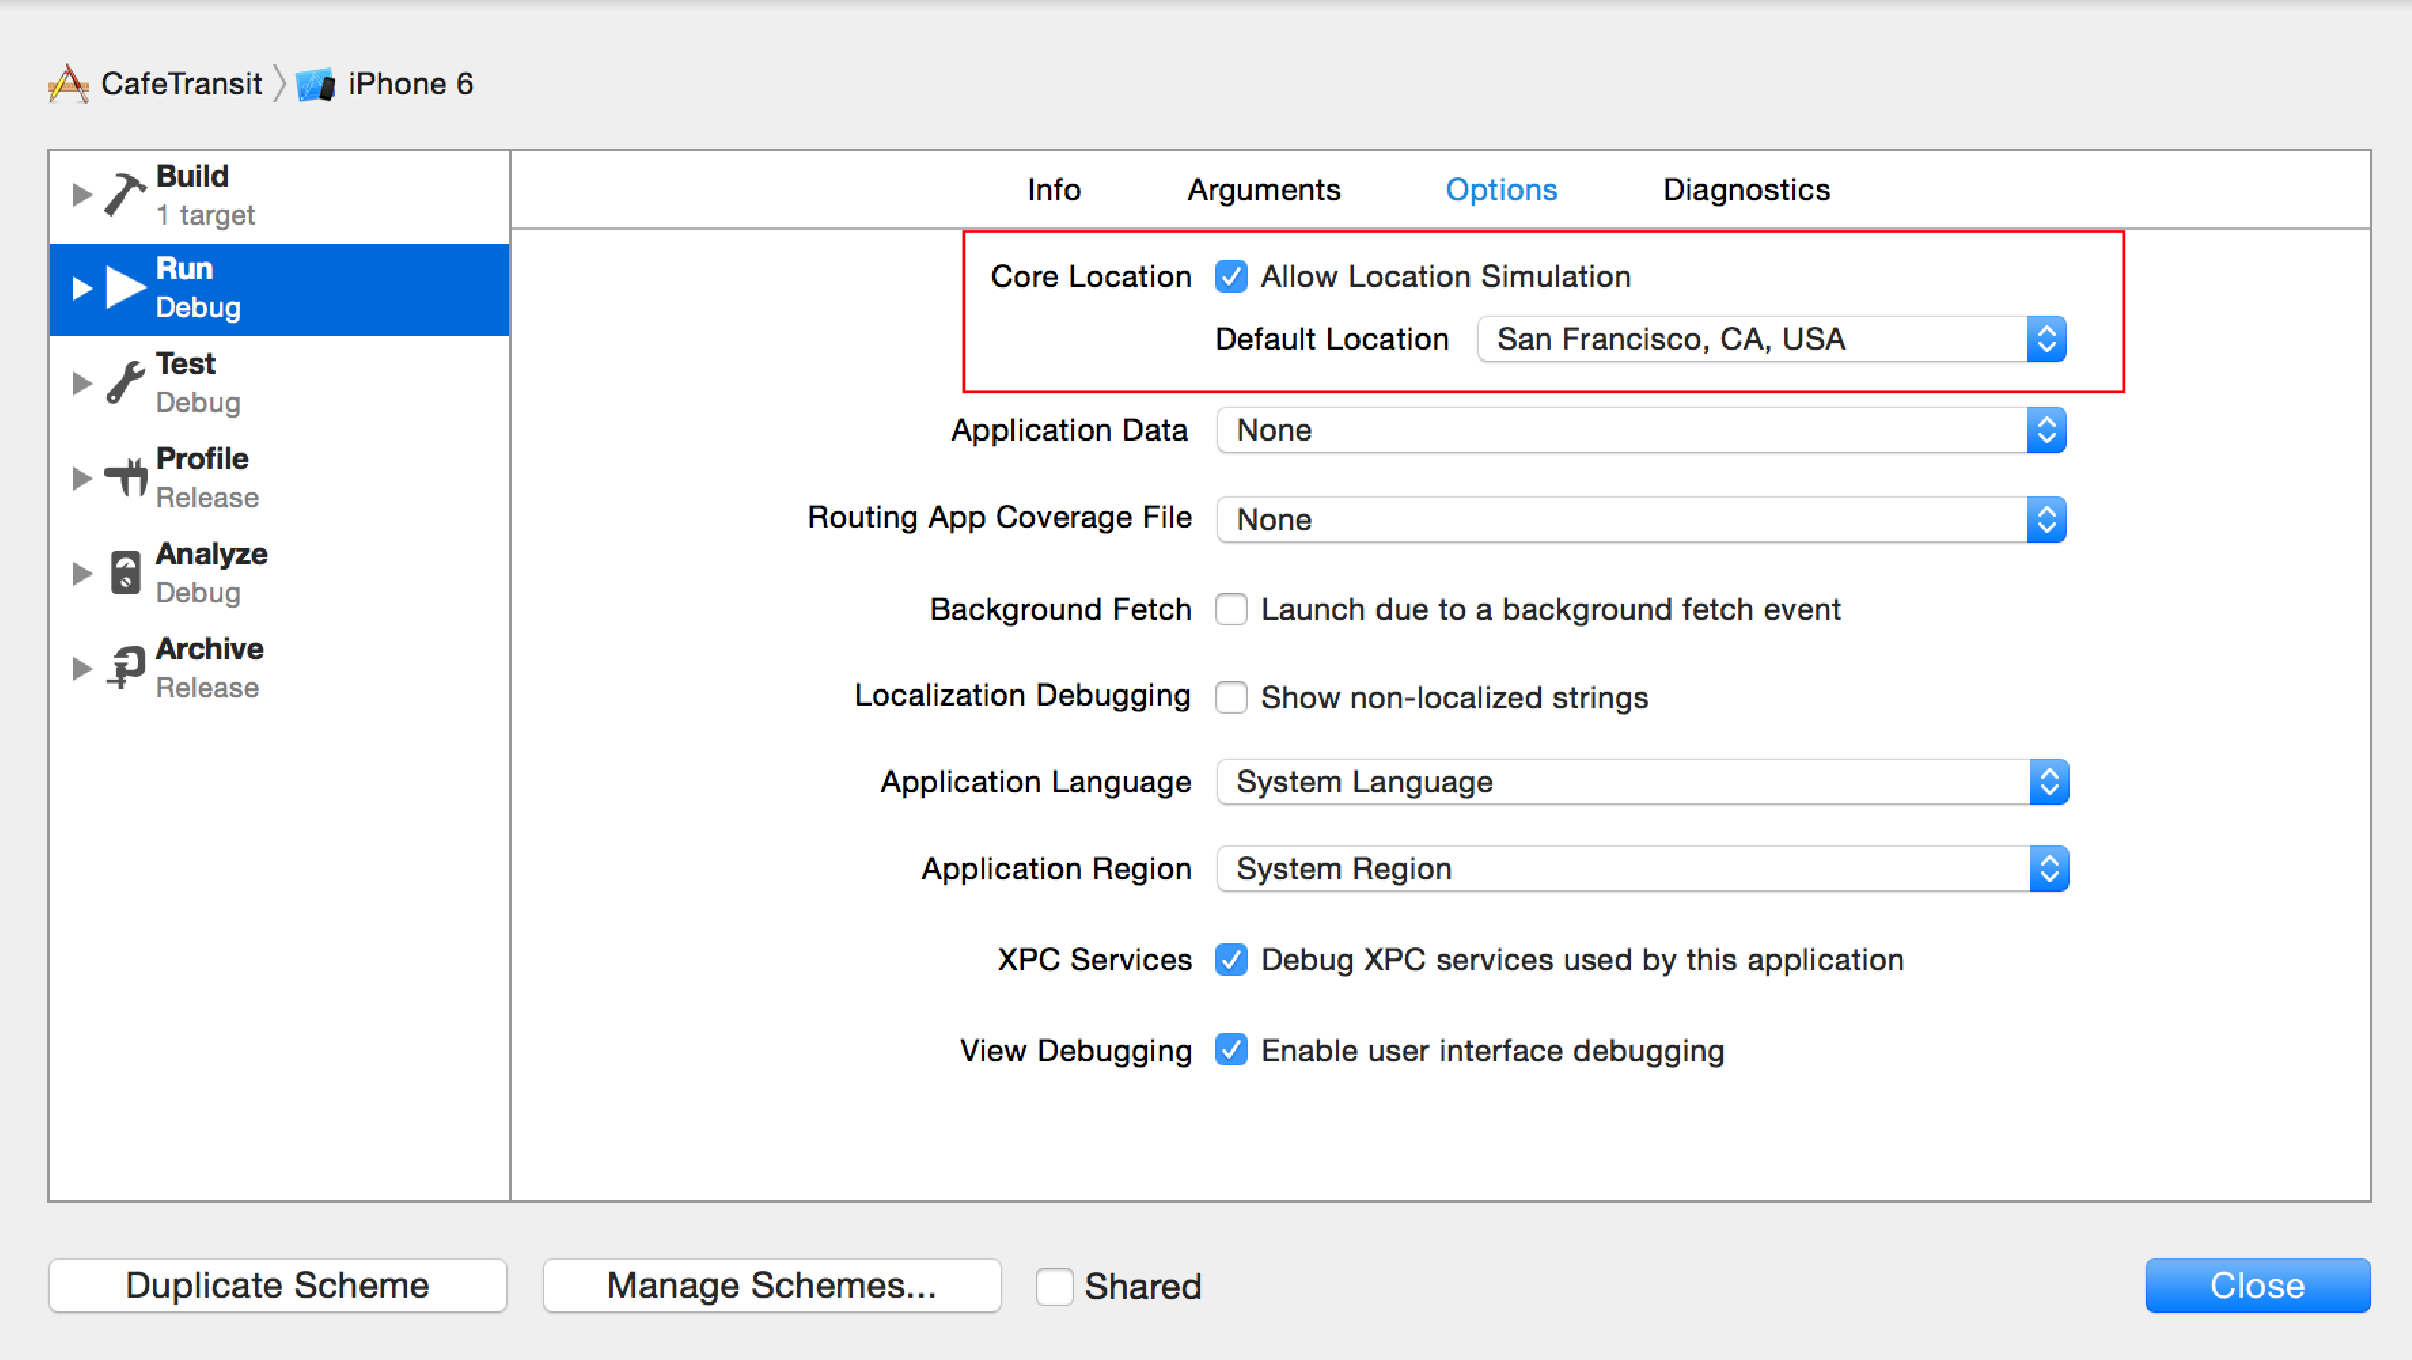 CafeTransit iPhone 6
Build
1 target
Run
Debug
Test
Debug
Profile
Release
Analyze
Debug
Archive
Release
Info Arguments Options Diagnostics
Core Location Allow Location Simulation
Default Location San Francisco, CA, USA
Application Data None
Routing App Coverage File None
Background Fetch Launch due to a background fetch event
Localization Debugging Show non-localized strings
Application Language System Language
Application Region System Region
XPC Services Debug XPC services used by this application
View Debugging Enable user interface debugging
Duplicate Scheme Manage Schemes... Shared Close